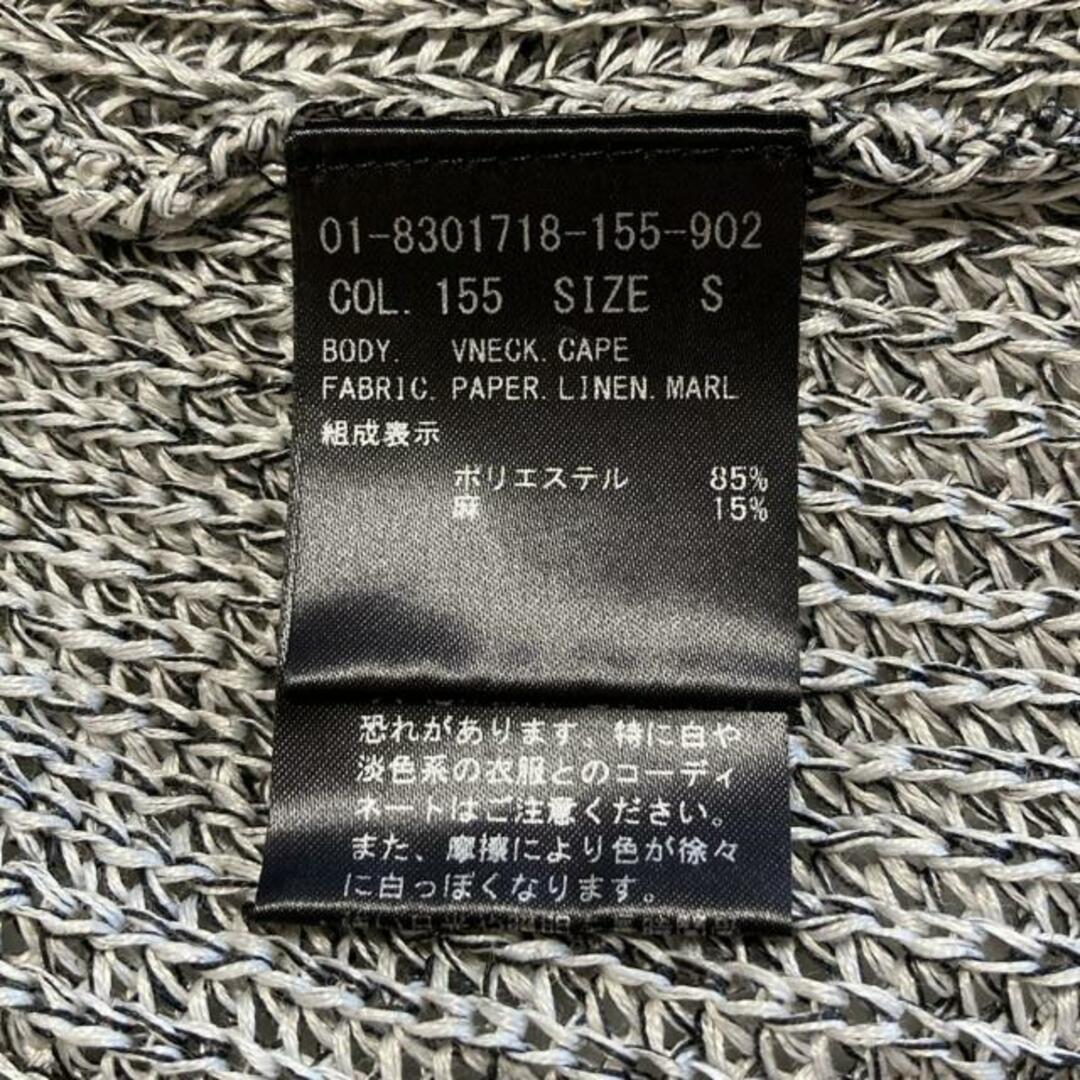 01-8301718-155-902
COL. 155 SIZE S
BODY. VNECK.CAPE
FABRIC. PAPER.LINEN.MARL
組成表示
ポリエステル 85%
麻 15%
恐れがあります、特に白や
淡色系の衣服とのコーディ
ネートはご注意ください。
また、摩擦により色が徐々
に白っぽくなります。